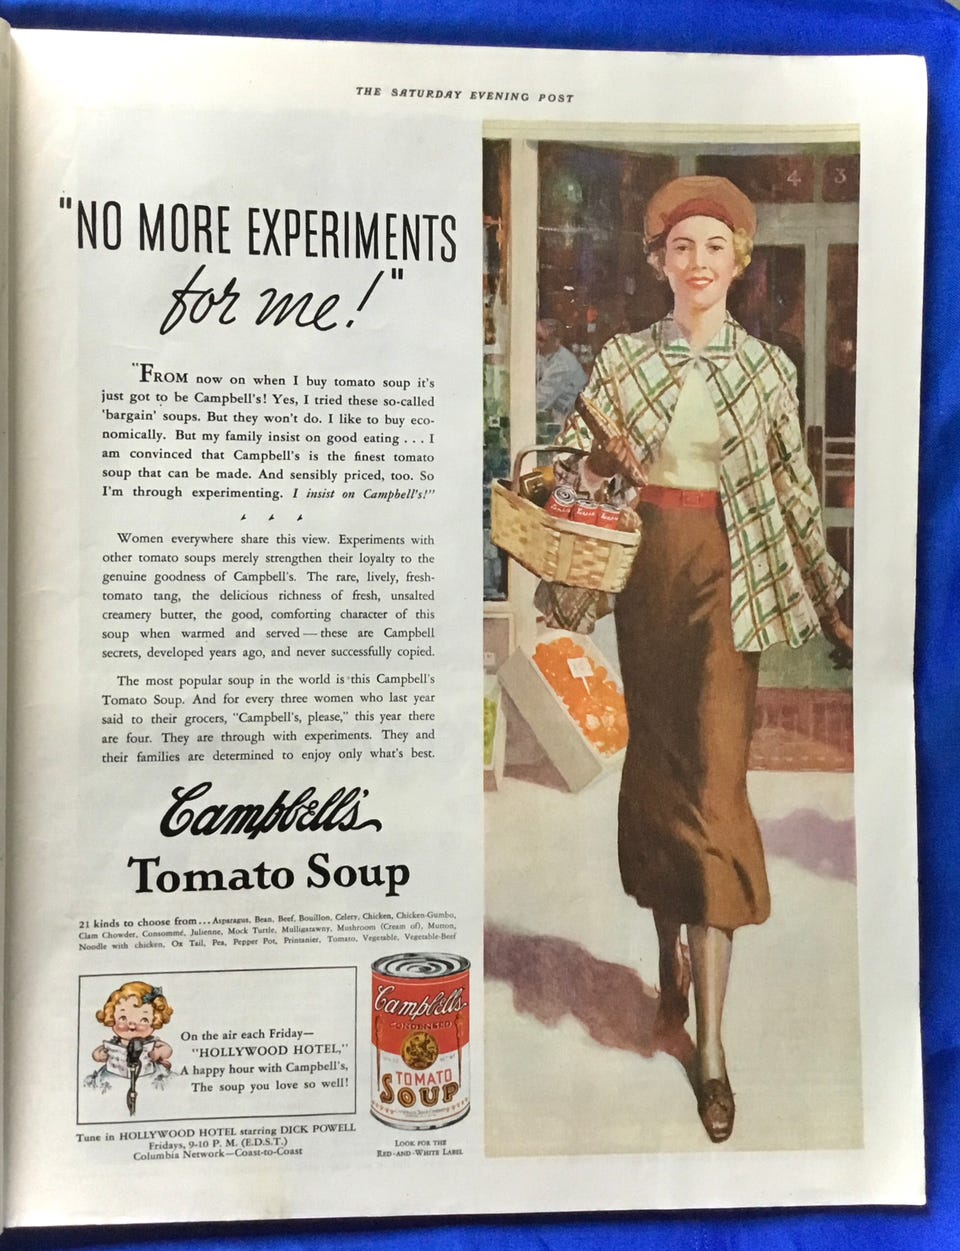 THE SATURDAY EVENING POST
"NO MORE EXPERIMENTS
for me!"
"FROM now on when I buy tomato soup it's
just got to be Campbell's! Yes, I tried these so-called
'bargain' soups. But they won't do. I like to buy eco-
nomically. But my family insist on good eating . . . I
am convinced that Campbell's is the finest tomato
soup that can be made. And sensibly priced, too. So
I'm through experimenting. I insist on Campbell's!"
Women everywhere share this view. Experiments with
other tomato soups merely strengthen their loyalty to the
genuine goodness of Campbell's. The rare, lively, fresh-
tomato tang, the delicious richness of fresh, unsalted
creamery butter, the good, comforting character of this
soup when warmed and served — these are Campbell
secrets, developed years ago, and never successfully copied.
The most popular soup in the world is this Campbell's
Tomato Soup. And for every three women who last year
said to their grocers, "Campbell's, please," this year there
are four. They are through with experiments. They and
their families are determined to enjoy only what's best.
Campbell's
Tomato Soup
21 kinds to choose from... Asparagus, Bean, Beef, Bouillon, Celery, Chicken, Chicken-Gumbo,
Clam Chowder, Consommé, Julienne, Mock Turtle, Mulligatawny, Mushroom (Cream of), Mutton,
Noodle with chicken, Ox Tail, Pea, Pepper Pot, Printanier, Tomato, Vegetable, Vegetable-Beef
On the air each Friday—
"HOLLYWOOD HOTEL,"
A happy hour with Campbell's,
The soup you love so well!
Tune in HOLLYWOOD HOTEL starring DICK POWELL
Fridays, 9-10 P. M. (E.D.S.T.)
Columbia Network—Coast-to-Coast
Campbell's
CONDENSED
TOMATO
SOUP
LOOK FOR THE
RED-AND-WHITE LABEL
4 3